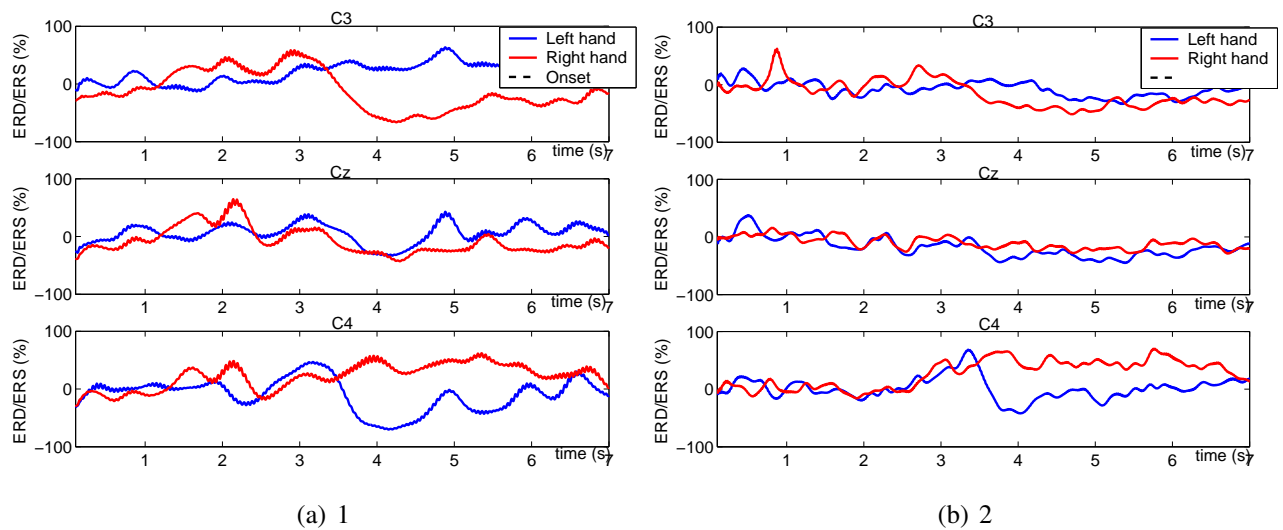 C3
ERD/ERS (%)
100
0
−100
1 2 3 4 5 6 7
time (s)
Left hand
Right hand
Onset
Cz
ERD/ERS (%)
100
0
−100
1 2 3 4 5 6 7
time (s)
C4
ERD/ERS (%)
100
0
−100
1 2 3 4 5 6 7
time (s)
(a) 1
C3
ERD/ERS (%)
100
0
−100
1 2 3 4 5 6 7
time (s)
Left hand
Right hand
Cz
ERD/ERS (%)
100
0
−100
1 2 3 4 5 6 7
time (s)
C4
ERD/ERS (%)
100
0
−100
1 2 3 4 5 6 7
time (s)
(b) 2